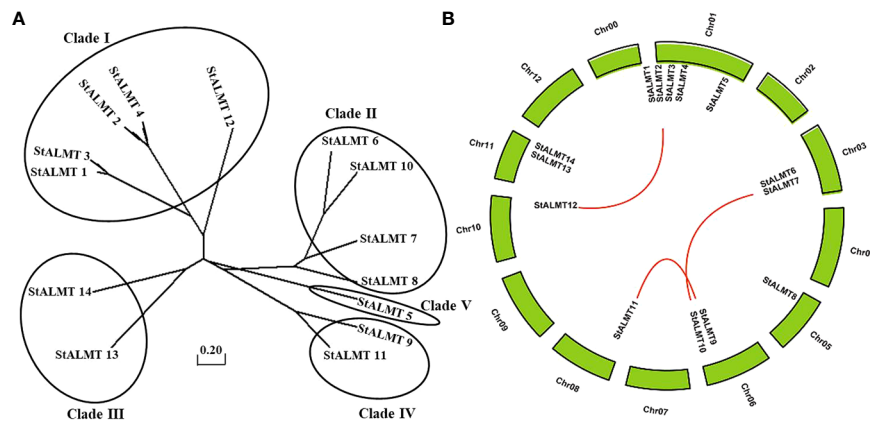 A
Clade I
StALMT 4
StALMT 2
StALMT 12
StALMT 3
StALMT 1
Clade II
StALMT 6
StALMT 10
StALMT 7
StALMT 8
StALMT 5
Clade V
StALMT 9
StALMT 11
Clade IV
StALMT 14
StALMT 13
Clade III
0.20
B
Chr00
Chr01
Chr02
Chr03
Chr0
Chr05
Chr06
Chr07
Chr08
Chr09
Chr10
Chr11
Chr12
StALMT1
StALMT2
StALMT3
StALMT4
StALMT5
StALMT6
StALMT7
StALMT8
StALMT9
StALMT10
StALMT11
StALMT12
StALMT14
StALMT13